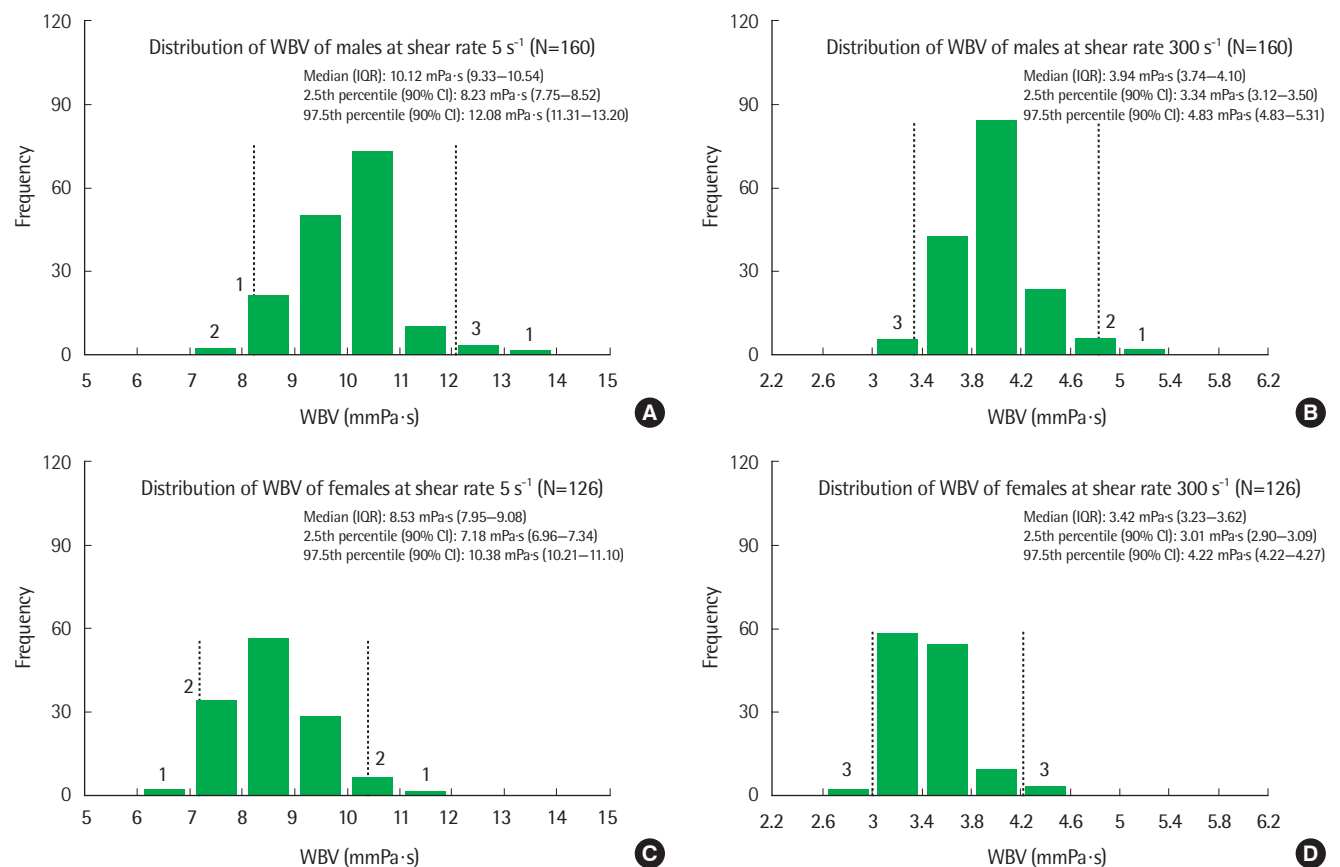 120
90
60
30
0
Frequency
Distribution of WBV of males at shear rate 5 s-1 (N=160)
Median (IQR): 10.12 mPa·s (9.33–10.54)
2.5th percentile (90% CI): 8.23 mPa·s (7.75–8.52)
97.5th percentile (90% CI): 12.08 mPa·s (11.31–13.20)
2
1
3
1
5 6 7 8 9 10 11 12 13 14 15
WBV (mmPa·s)
A
120
90
60
30
0
Frequency
Distribution of WBV of males at shear rate 300 s-1 (N=160)
Median (IQR): 3.94 mPa·s (3.74–4.10)
2.5th percentile (90% CI): 3.34 mPa·s (3.12–3.50)
97.5th percentile (90% CI): 4.83 mPa·s (4.83–5.31)
3
2
1
2.2 2.6 3 3.4 3.8 4.2 4.6 5 5.4 5.8 6.2
WBV (mmPa·s)
B
120
90
60
30
0
Frequency
Distribution of WBV of females at shear rate 5 s-1 (N=126)
Median (IQR): 8.53 mPa·s (7.95–9.08)
2.5th percentile (90% CI): 7.18 mPa·s (6.96–7.34)
97.5th percentile (90% CI): 10.38 mPa·s (10.21–11.10)
1
2
2
1
5 6 7 8 9 10 11 12 13 14 15
WBV (mmPa·s)
C
120
90
60
30
0
Frequency
Distribution of WBV of females at shear rate 300 s-1 (N=126)
Median (IQR): 3.42 mPa·s (3.23–3.62)
2.5th percentile (90% CI): 3.01 mPa·s (2.90–3.09)
97.5th percentile (90% CI): 4.22 mPa·s (4.22–4.27)
3
3
2.2 2.6 3 3.4 3.8 4.2 4.6 5 5.4 5.8 6.2
WBV (mmPa·s)
D